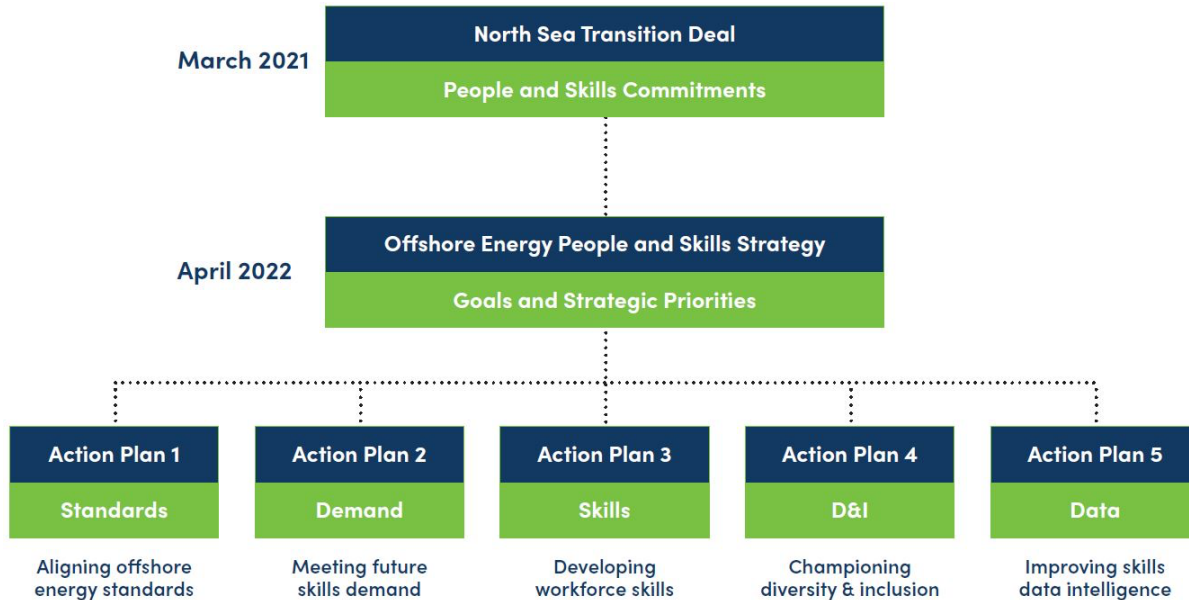 March 2021
North Sea Transition Deal
People and Skills Commitments
April 2022
Offshore Energy People and Skills Strategy
Goals and Strategic Priorities
Action Plan 1
Standards
Aligning offshore
energy standards
Action Plan 2
Demand
Meeting future
skills demand
Action Plan 3
Skills
Developing
workforce skills
Action Plan 4
D&I
Championing
diversity & inclusion
Action Plan 5
Data
Improving skills
data intelligence